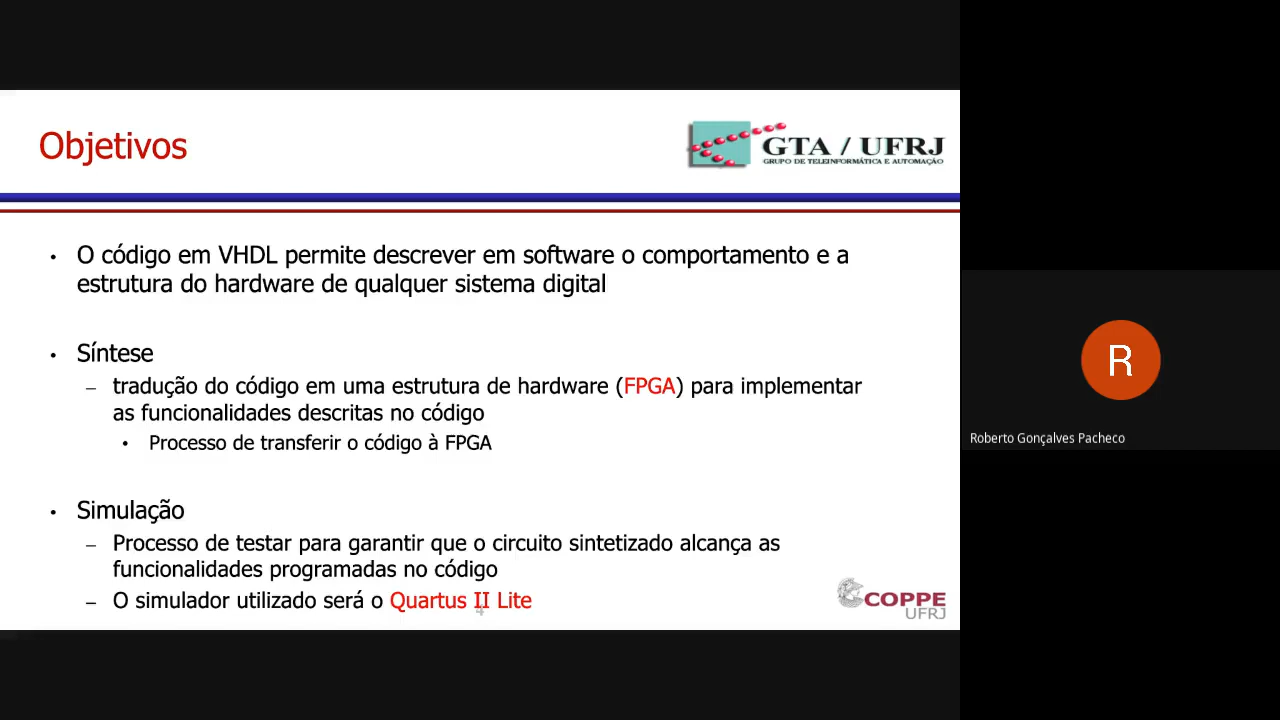 Objetivos
GTA / UFRJ
GRUPO DE TELEINFORMÁTICA E AUTOMAÇÃO
• O código em VHDL permite descrever em software o comportamento e a
estrutura do hardware de qualquer sistema digital
• Síntese
– tradução do código em uma estrutura de hardware (FPGA) para implementar
as funcionalidades descritas no código
• Processo de transferir o código à FPGA
• Simulação
– Processo de testar para garantir que o circuito sintetizado alcança as
funcionalidades programadas no código
– O simulador utilizado será o Quartus II Lite
4
COPPE
UFRJ
R
Roberto Gonçalves Pacheco